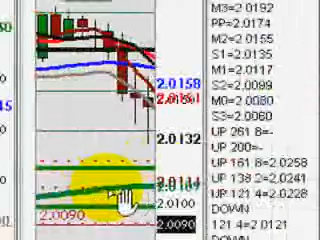 M3=2.0192
PP=2.0174
M2=2.0155
S1=2.0135
M1=2.0117
S2=2.0099
M0=2.0080
S3=2.0060
UP 261 8=
UP 200=
UP 161 8=2.0258
UP 138 2=2.0241
UP 121 4=2.0228
DOWN
121 4=2.0121
DOWN
2.0158
2.0132
2.0100
2.0090
2.0090